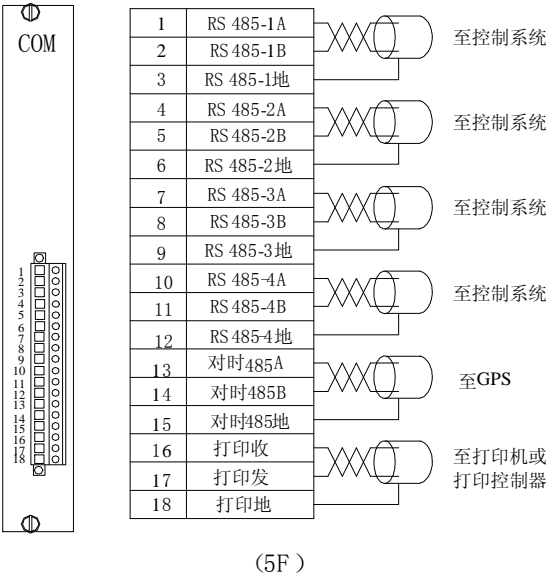 COM
1
2
3
4
5
6
7
8
9
10
11
12
13
14
15
16
17
18
1 RS 485-1A
2 RS 485-1B
3 RS 485-1地
至控制系统
4 RS 485-2A
5 RS 485-2B
6 RS 485-2地
至控制系统
7 RS 485-3A
8 RS 485-3B
9 RS 485-3地
至控制系统
10 RS 485-4A
11 RS 485-4B
12 RS 485-4地
至控制系统
13 对时485A
14 对时485B
15 对时485地
至GPS
16 打印收
17 打印发
18 打印地
至打印机或
打印控制器
(5F)